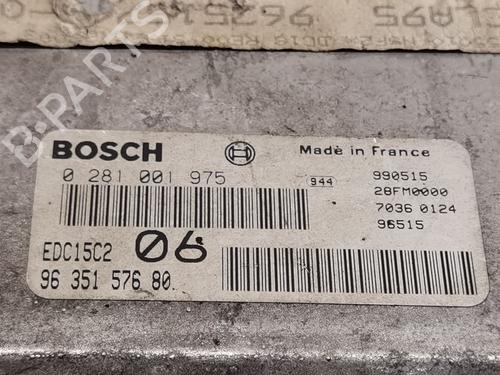 BOSCH
Made in France
0 281 001 975
944
990515
28FM0000
7036 0124
96515
EDC15C2
06
96 351 576 80.
B-Parts